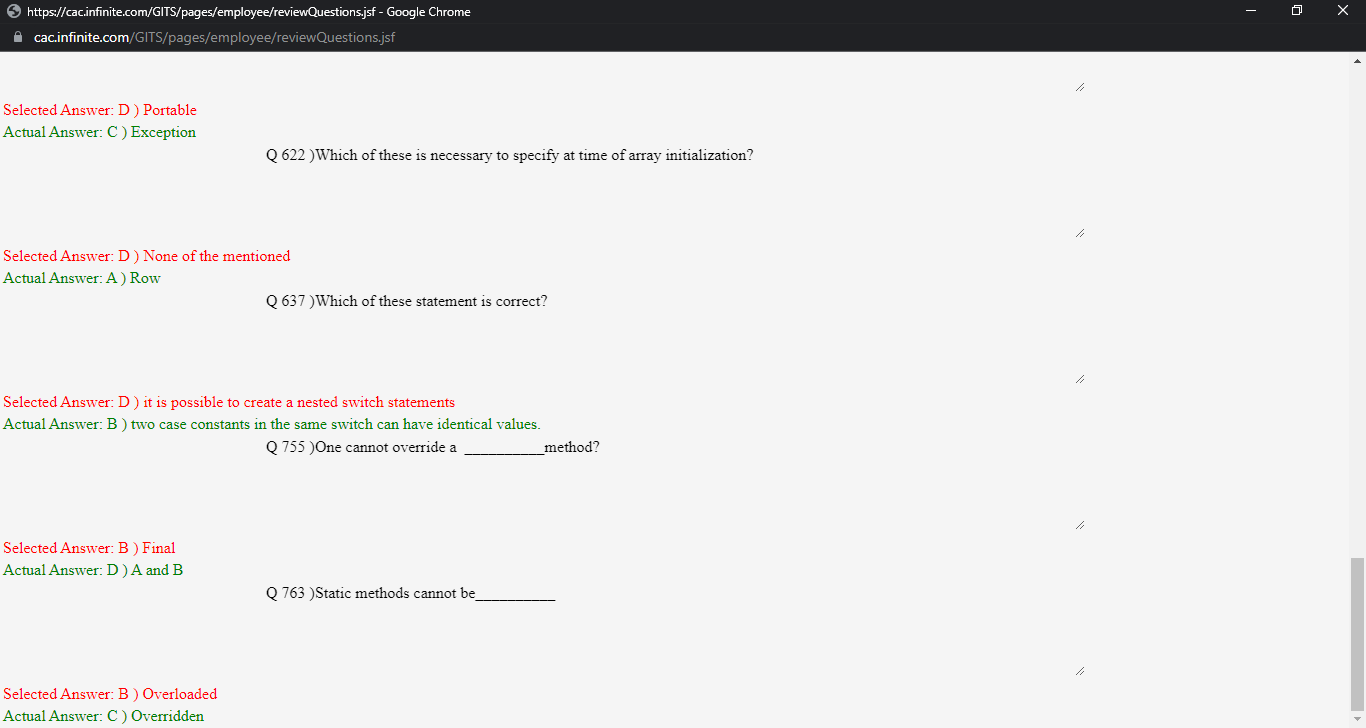 https://cac.infinite.com/GITS/pages/employee/reviewQuestions.jsf - Google Chrome
cac.infinite.com/GITS/pages/employee/reviewQuestions.jsf
Selected Answer: D ) Portable
Actual Answer: C ) Exception
Q 622 )Which of these is necessary to specify at time of array initialization?
Selected Answer: D ) None of the mentioned
Actual Answer: A ) Row
Q 637 )Which of these statement is correct?
Selected Answer: D ) it is possible to create a nested switch statements
Actual Answer: B ) two case constants in the same switch can have identical values.
Q 755 )One cannot override a __________method?
Selected Answer: B ) Final
Actual Answer: D ) A and B
Q 763 )Static methods cannot be__________
Selected Answer: B ) Overloaded
Actual Answer: C ) Overridden